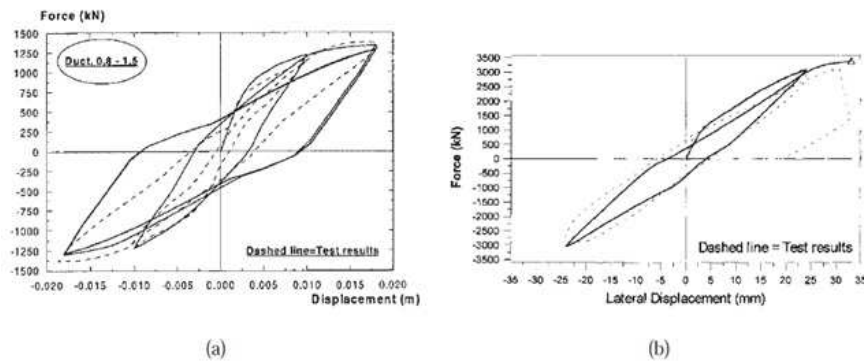 Force (kN)
1500
1250
1000
750
500
250
0
250
500
750
1000
1250
1500
Duct. 0,8 - 1,5
Dashed line=Test results
-0.020 -0.015 -0.010 -0.005 0.000 0.005 0.010 0.015 0.020
Displacement (m)
(a)
Force (kN)
3500
3000
2500
2000
1500
1000
500
0
-500
-1000
-1500
-2000
-2500
-3000
Dashed line = Test results
-35 -30 -25 -20 -15 -10 -5 0 5 10 15 20 25 30 35
Lateral Displacement (mm)
(b)